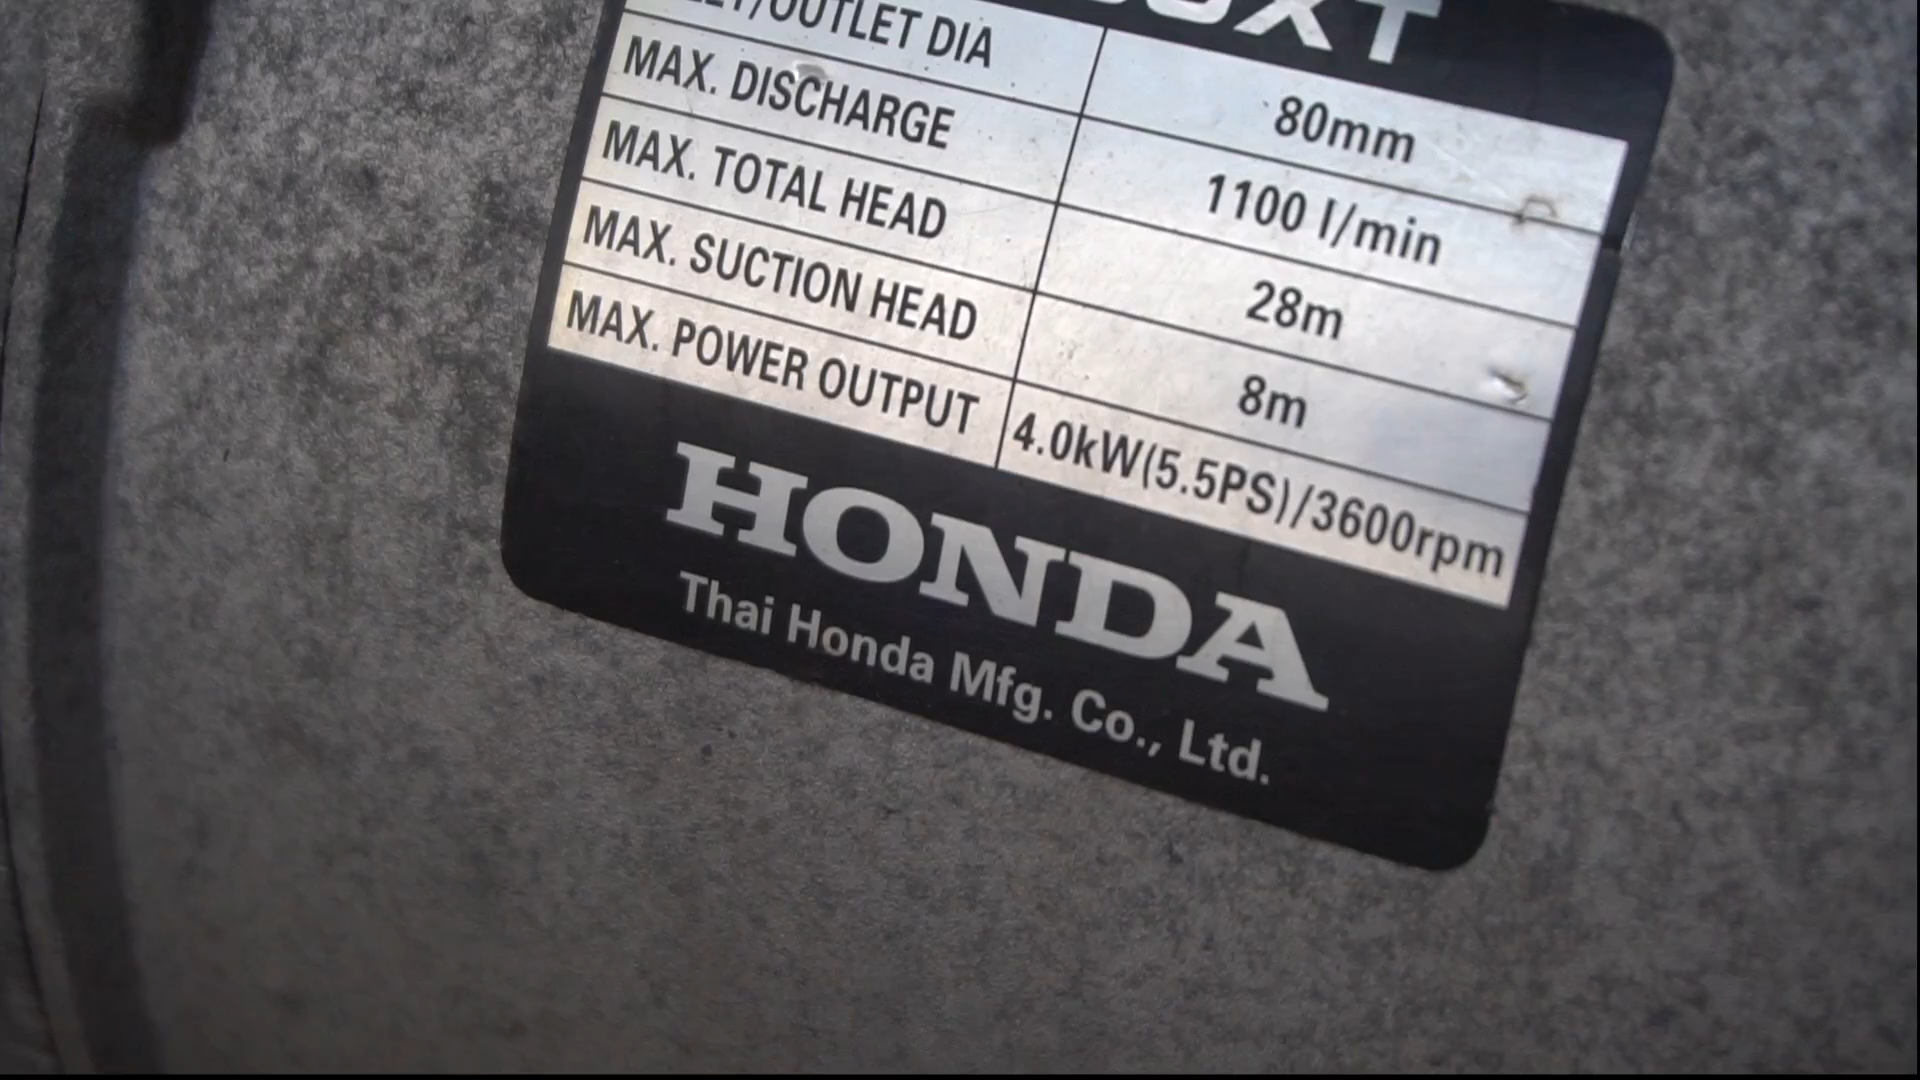 OUTLET DIA 80mm
MAX. DISCHARGE 1100 l/min
MAX. TOTAL HEAD 28m
MAX. SUCTION HEAD 8m
MAX. POWER OUTPUT 4.0kW(5.5PS)/3600rpm
HONDA
Thai Honda Mfg. Co., Ltd.